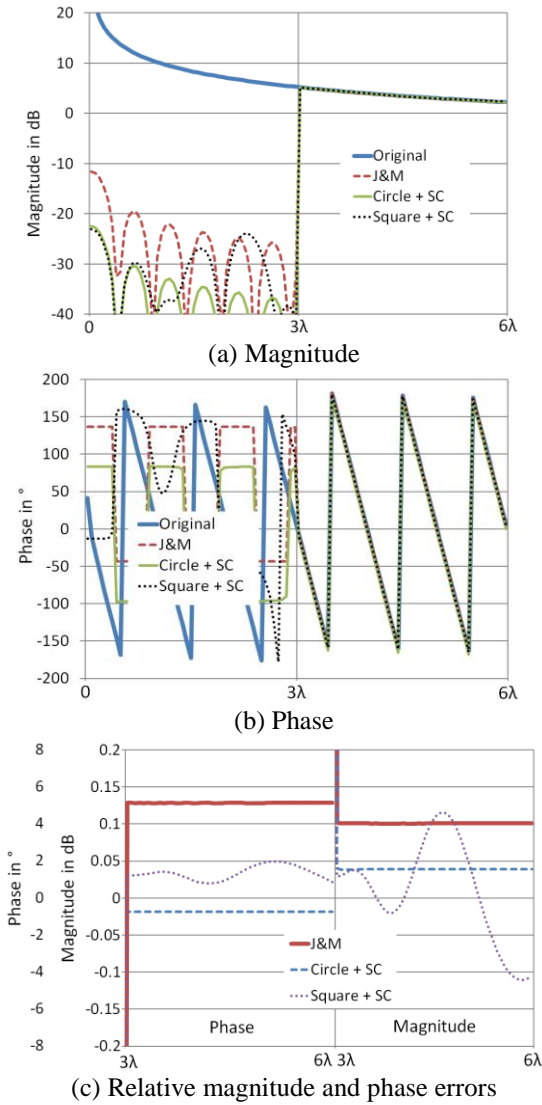 20
10
0
-10
-20
-30
-40
Magnitude in dB
Original
J&M
Circle + SC
Square + SC
0
3λ
6λ
(a) Magnitude
200
150
100
50
0
-50
-100
-150
-200
Phase in °
Original
J&M
Circle + SC
Square + SC
0
3λ
6λ
(b) Phase
8
6
4
2
0
-2
-4
-6
-8
Phase in °
0.2
0.15
0.1
0.05
0
-0.05
-0.1
-0.15
-0.2
Magnitude in dB
J&M
Circle + SC
Square + SC
Phase
Magnitude
3λ
6λ
3λ
6λ
(c) Relative magnitude and phase errors